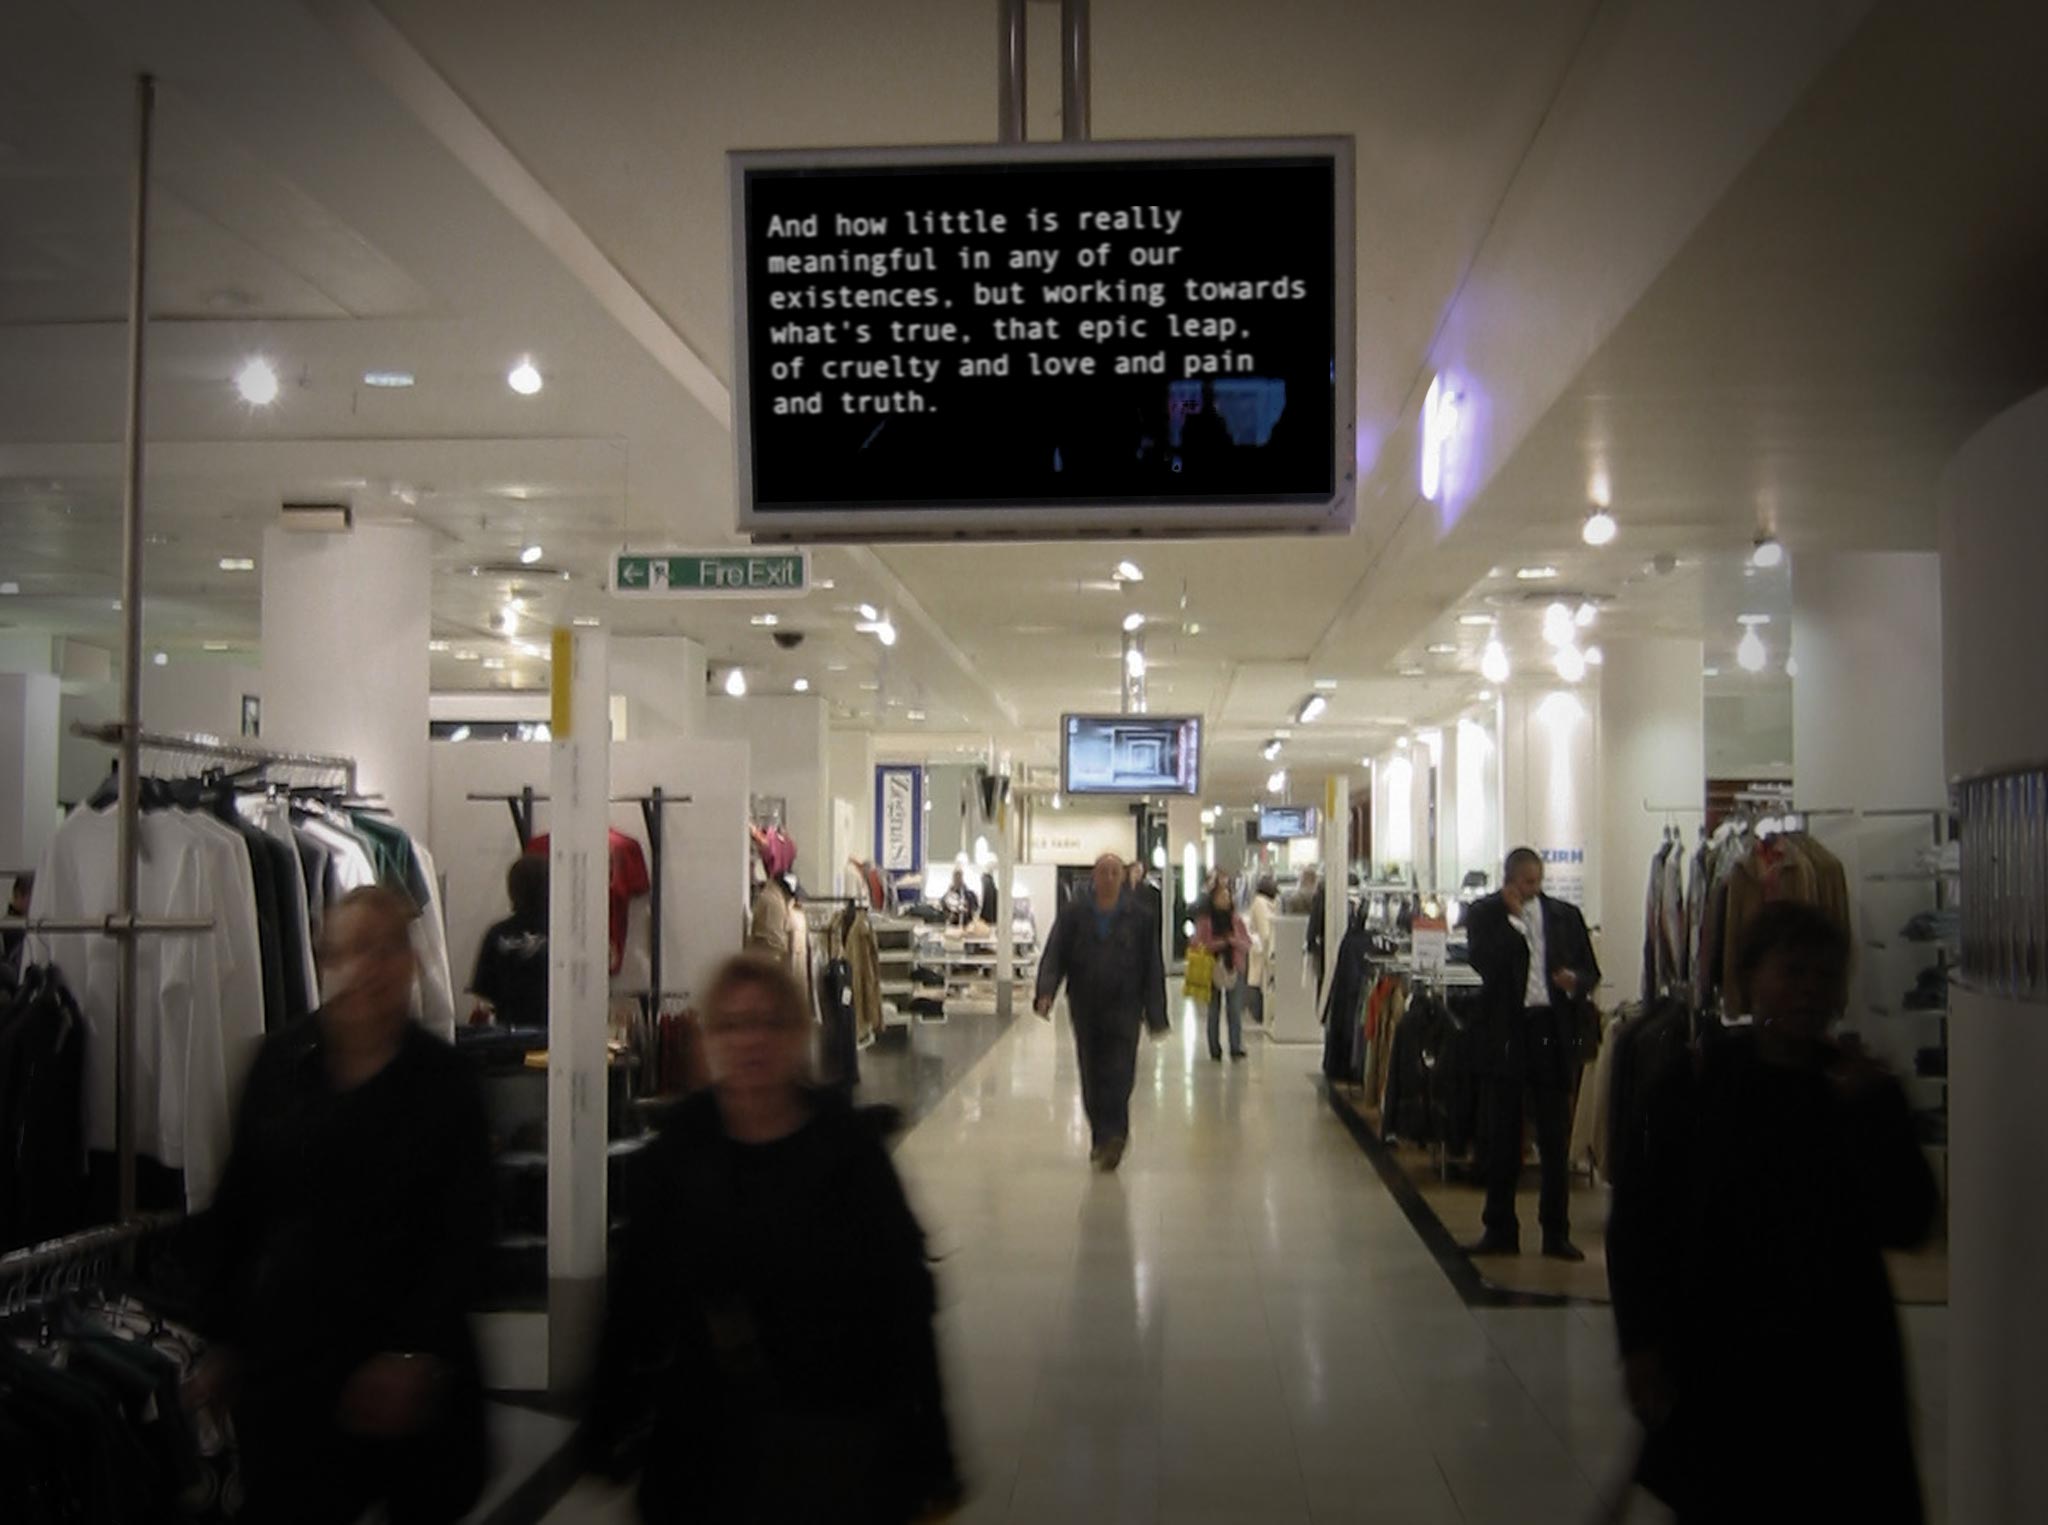 And how little is really
meaningful in any of our
existences, but working towards
what's true, that epic leap,
of cruelty and love and pain
and truth.
Fire Exit
ZIRH